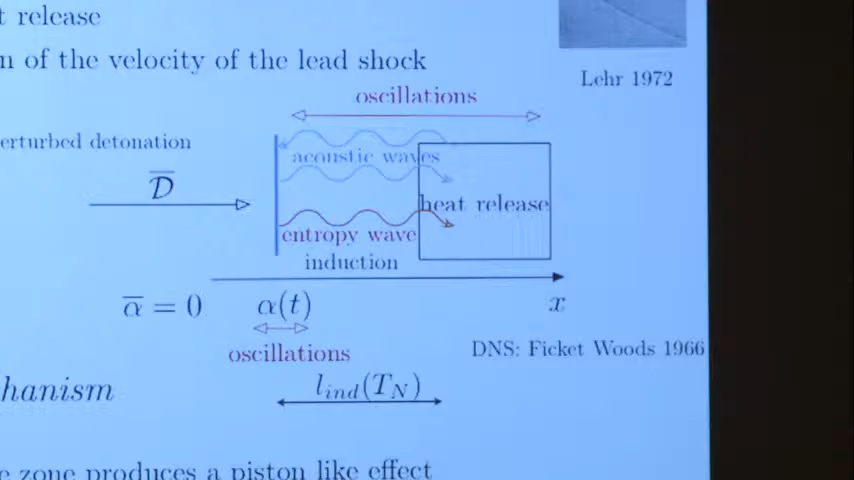 t release
n of the velocity of the lead shock
Lehr 1972
oscillations
erturbed detonation
acoustic waves
D̅
heat release
entropy wave
induction
α̅ = 0
α(t)
x
oscillations
DNS: Ficket Woods 1966
hanism
l_ind(T_N)
e zone produces a piston like effect